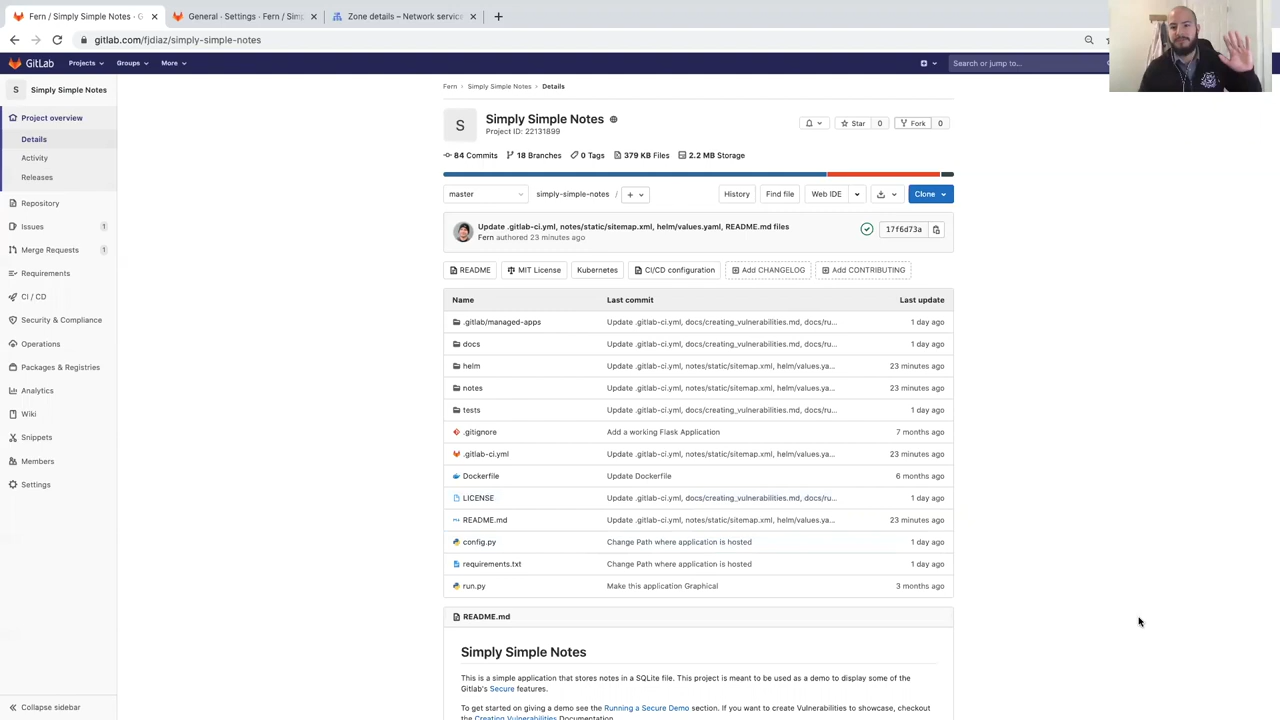 Fern / Simply Simple Notes · G
General · Settings · Fern / Simp
Zone details – Network servic
gitlab.com/fjdiaz/simply-simple-notes
GitLab
Projects
Groups
More
Search or jump to...
S
Simply Simple Notes
Project overview
Details
Activity
Releases
Repository
Issues 1
Merge Requests 1
Requirements
CI / CD
Security & Compliance
Operations
Packages & Registries
Analytics
Wiki
Snippets
Members
Settings
Collapse sidebar
Fern > Simply Simple Notes > Details
S
Simply Simple Notes
Project ID: 22131899
Star 0
Fork 0
84 Commits 18 Branches 0 Tags 379 KB Files 2.2 MB Storage
master simply-simple-notes / + History Find file Web IDE Clone
Update .gitlab-ci.yml, notes/static/sitemap.xml, helm/values.yaml, README.md files
Fern authored 23 minutes ago
17f6d73a
README MIT License Kubernetes CI/CD configuration Add CHANGELOG Add CONTRIBUTING
Name Last commit Last update
.gitlab/managed-apps Update .gitlab-ci.yml, docs/creating_vulnerabilities.md, docs/ru... 1 day ago
docs Update .gitlab-ci.yml, docs/creating_vulnerabilities.md, docs/ru... 1 day ago
helm Update .gitlab-ci.yml, notes/static/sitemap.xml, helm/values.ya... 23 minutes ago
notes Update .gitlab-ci.yml, notes/static/sitemap.xml, helm/values.ya... 23 minutes ago
tests Update .gitlab-ci.yml, docs/creating_vulnerabilities.md, docs/ru... 1 day ago
.gitignore Add a working Flask Application 7 months ago
.gitlab-ci.yml Update .gitlab-ci.yml, notes/static/sitemap.xml, helm/values.ya... 23 minutes ago
Dockerfile Update Dockerfile 6 months ago
LICENSE Update .gitlab-ci.yml, docs/creating_vulnerabilities.md, docs/ru... 1 day ago
README.md Update .gitlab-ci.yml, notes/static/sitemap.xml, helm/values.ya... 23 minutes ago
config.py Change Path where application is hosted 1 day ago
requirements.txt Change Path where application is hosted 1 day ago
run.py Make this application Graphical 3 months ago
README.md
Simply Simple Notes
This is a simple application that stores notes in a SQLite file. This project is meant to be used as a demo to display some of the
Gitlab's Secure features.
To get started on giving a demo see the Running a Secure Demo section. If you want to create Vulnerabilities to showcase, checkout
the Creating Vulnerabilities Documentation.